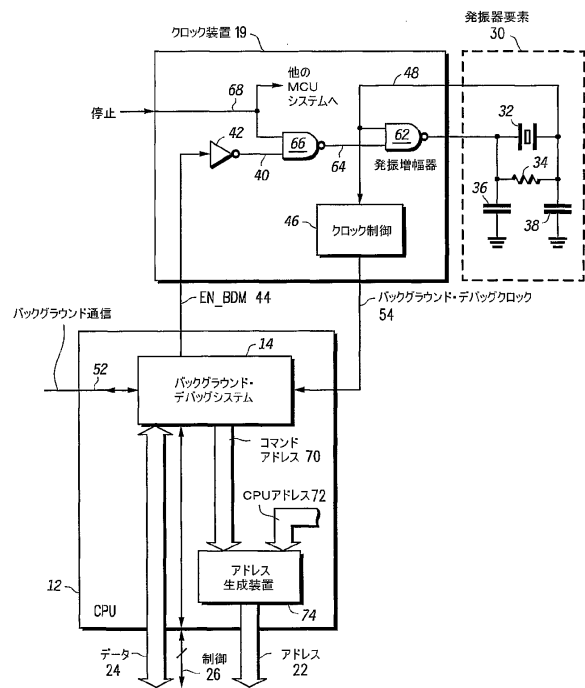 発振器要素
30
クロック装置 19
停止
68
他の
MCU
システムへ
48
42
66
62
40
64
発振増幅器
32
34
36
38
46
クロック制御
EN_BDM 44
バックグラウンド・デバッグクロック
54
バックグラウンド通信
52
14
バックグラウンド・
デバッグシステム
コマンド
アドレス 70
CPUアドレス 72
アドレス
生成装置
74
12
CPU
データ
24
制御
26
アドレス
22